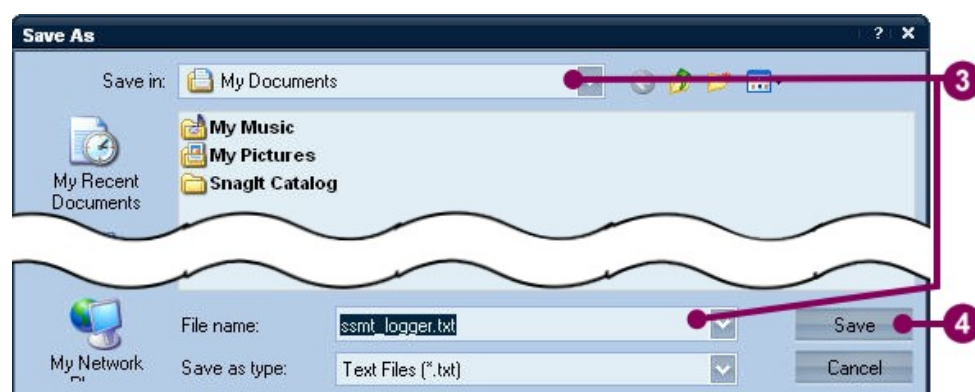 Save As
? X
Save in: My Documents
3
My Music
My Pictures
SnagIt Catalog
My Recent
Documents
File name: ssmt_logger.txt
Save
4
My Network
Save as type: Text Files (*.txt)
Cancel